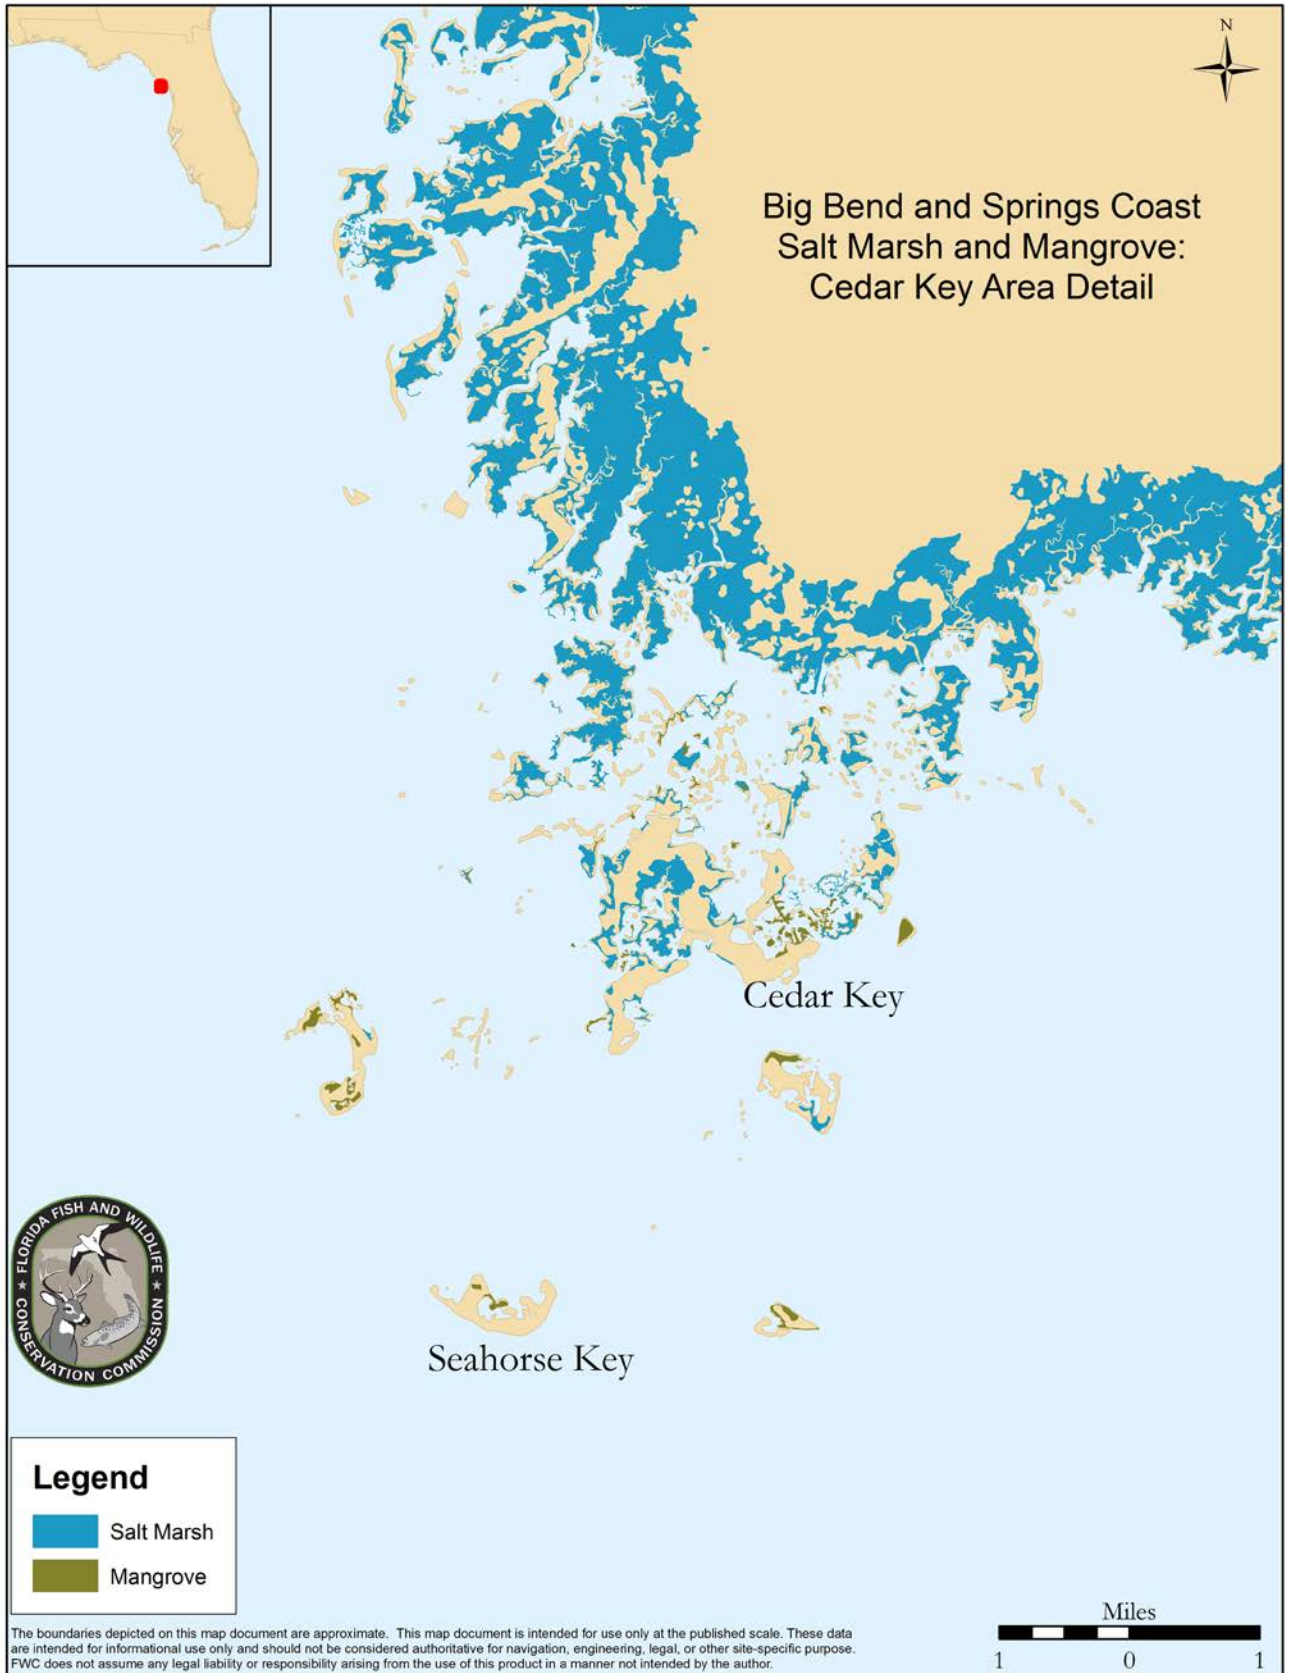 N
Big Bend and Springs Coast
Salt Marsh and Mangrove:
Cedar Key Area Detail
Cedar Key
FLORIDA FISH AND WILDLIFE
CONSERVATION COMMISSION
Seahorse Key
Legend
Salt Marsh
Mangrove
Miles
1 0 1
The boundaries depicted on this map document are approximate. This map document is intended for use only at the published scale. These data
are intended for informational use only and should not be considered authoritative for navigation, engineering, legal, or other site-specific purpose.
FWC does not assume any legal liability or responsibility arising from the use of this product in a manner not intended by the author.